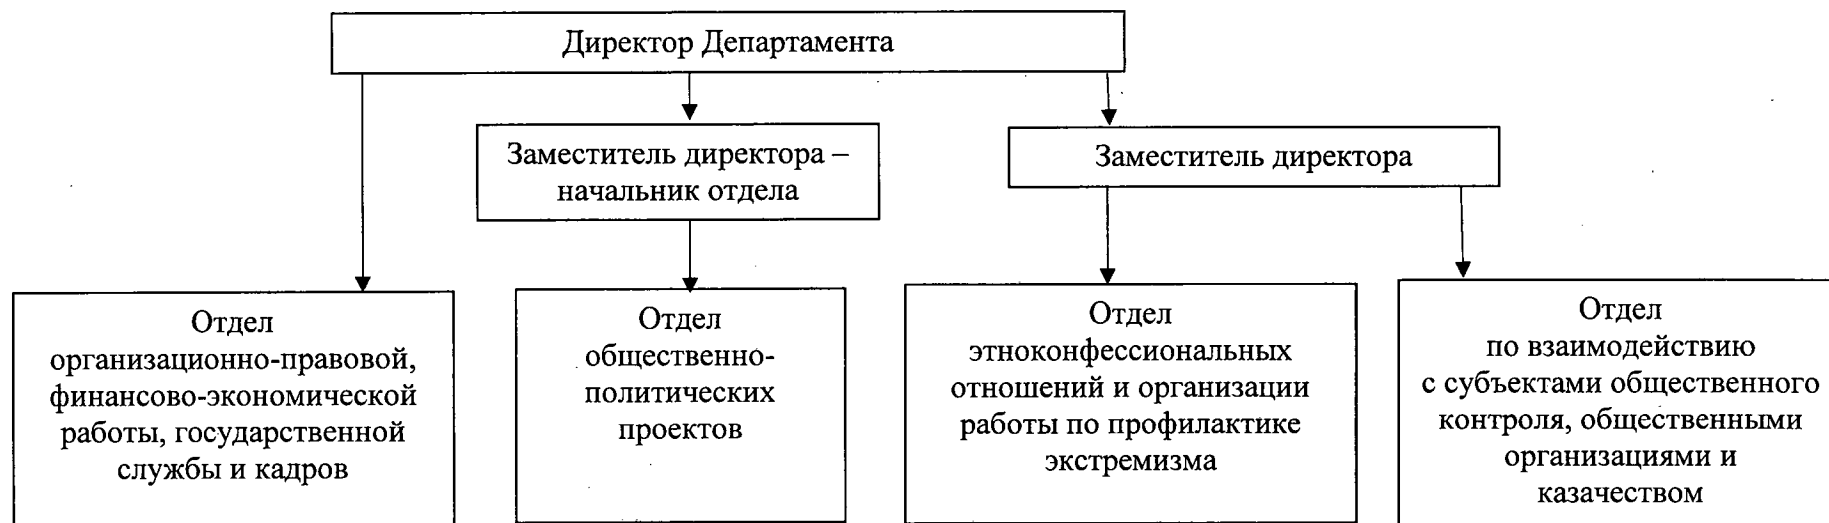 Директор Департамента
Заместитель директора –
начальник отдела
Заместитель директора
Отдел
организационно-правовой,
финансово-экономической
работы, государственной
службы и кадров
Отдел
общественно-
политических
проектов
Отдел
этноконфессиональных
отношений и организации
работы по профилактике
экстремизма
Отдел
по взаимодействию
с субъектами общественного
контроля, общественными
организациями и
казачеством